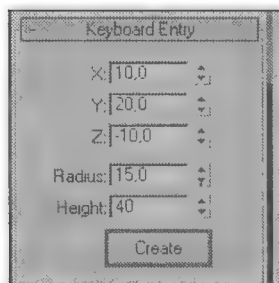 - Keyboard Entry
X: 10,0
Y: 20,0
Z: -10,0
Radius: 15,0
Height: 40
Create